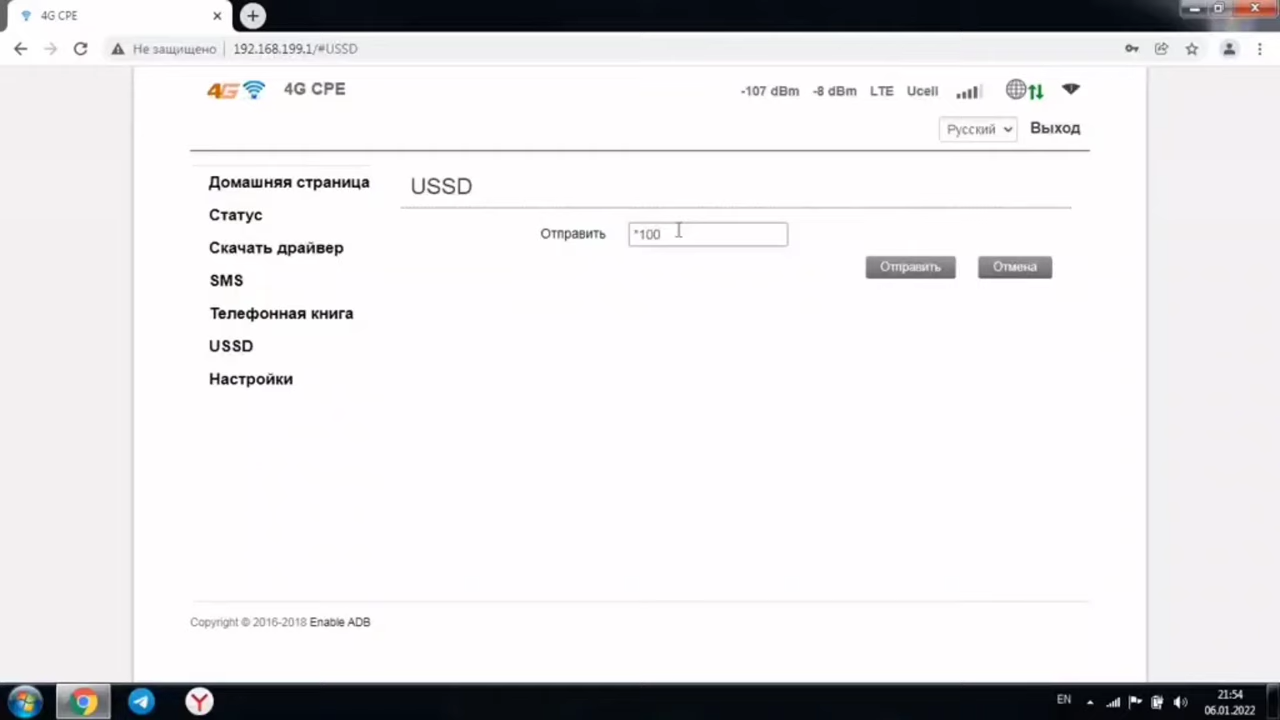 4G CPE
Не защищено 192.168.199.1/#USSD
4G 4G CPE
-107 dBm -8 dBm LTE Ucell
Русский Выход
Домашняя страница
Статус
Скачать драйвер
SMS
Телефонная книга
USSD
Настройки
USSD
Отправить *100
Отправить Отмена
Copyright © 2016-2018 Enable ADB
EN 21:54
06.01.2022